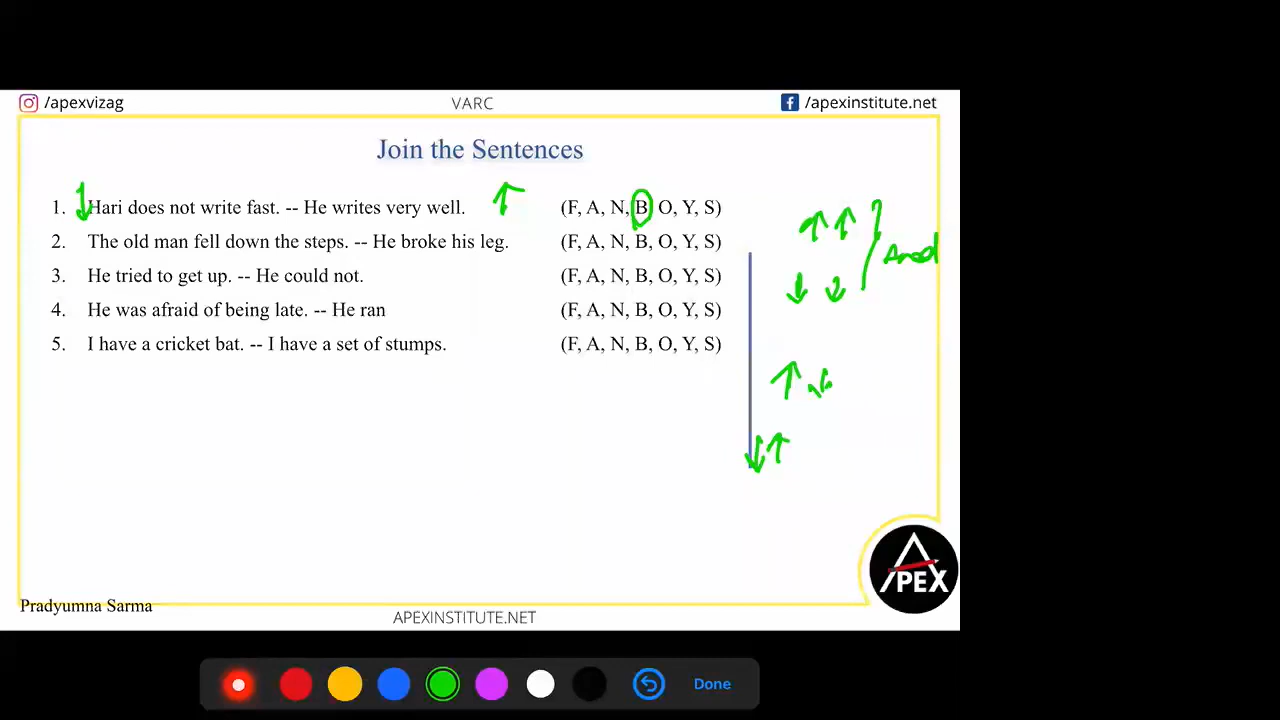 /apexvizag
VARC
/apexinstitute.net
Join the Sentences
1. Hari does not write fast. -- He writes very well. (F, A, N, B, O, Y, S)
2. The old man fell down the steps. -- He broke his leg. (F, A, N, B, O, Y, S)
3. He tried to get up. -- He could not. (F, A, N, B, O, Y, S)
4. He was afraid of being late. -- He ran (F, A, N, B, O, Y, S)
5. I have a cricket bat. -- I have a set of stumps. (F, A, N, B, O, Y, S)
And
APEX
Pradyumna Sarma
APEXINSTITUTE.NET
Done